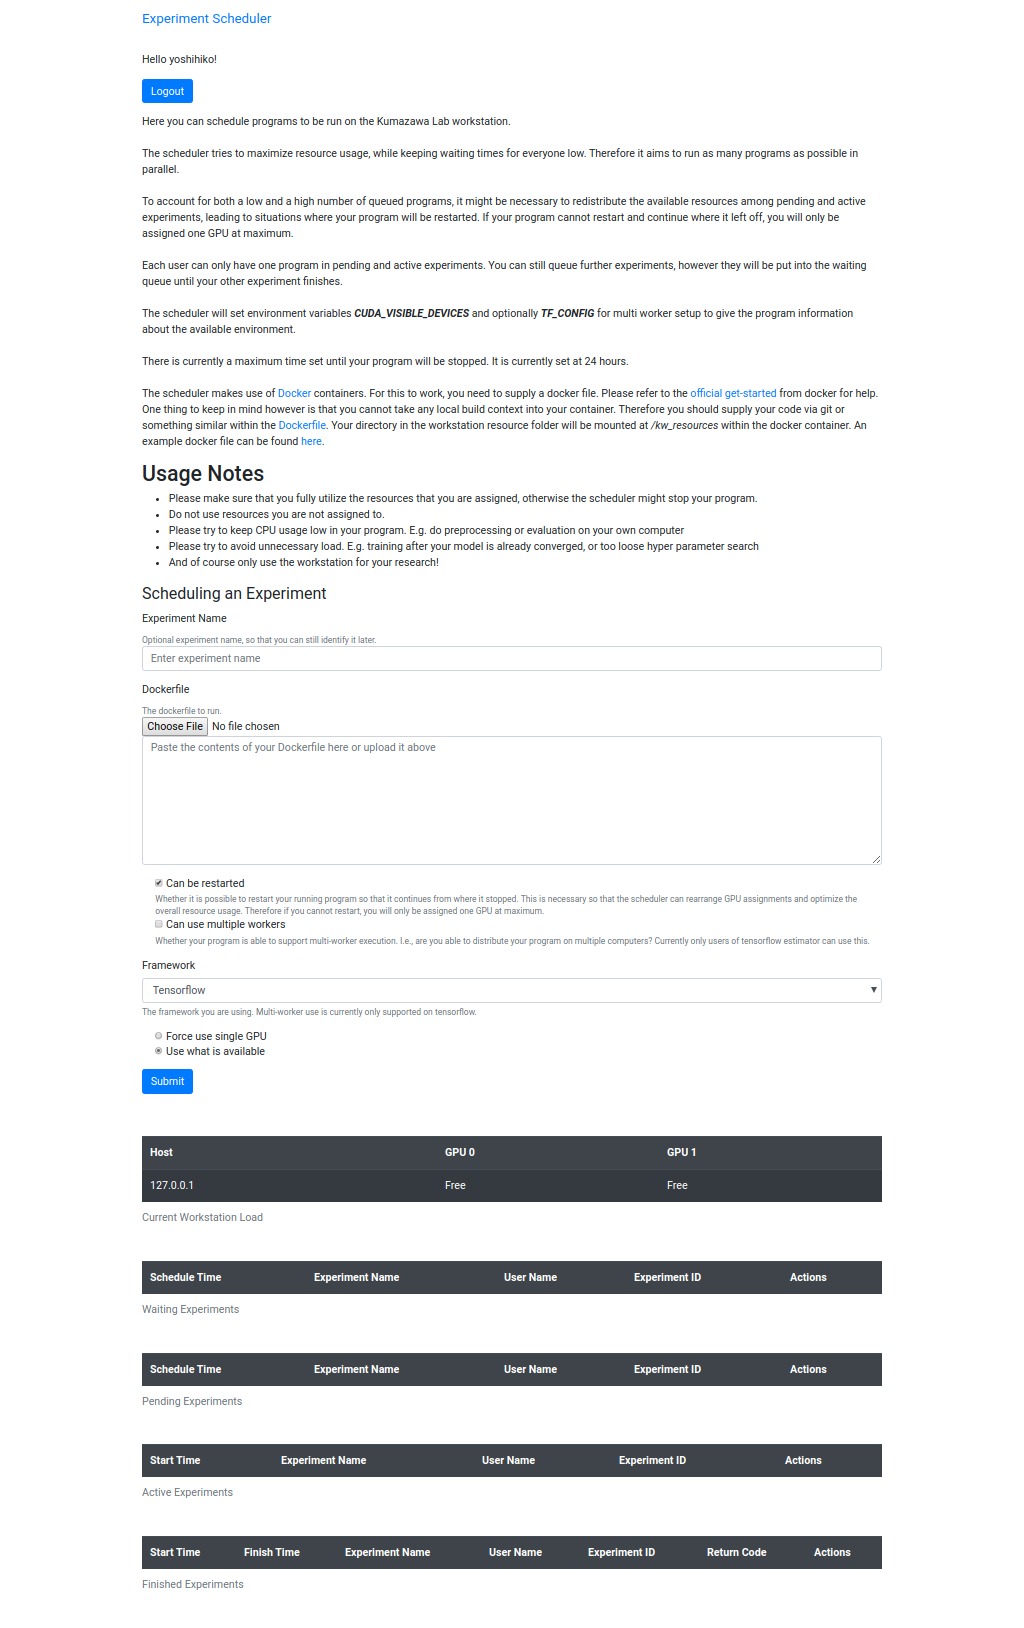 Experiment Scheduler
Hello yoshihiko!
Logout
Here you can schedule programs to be run on the Kumazawa Lab workstation.
The scheduler tries to maximize resource usage, while keeping waiting times for everyone low. Therefore it aims to run as many programs as possible in
parallel.
To account for both a low and a high number of queued programs, it might be necessary to redistribute the available resources among pending and active
experiments, leading to situations where your program will be restarted. If your program cannot restart and continue where it left off, you will only be
assigned one GPU at maximum.
Each user can only have one program in pending and active experiments. You can still queue further experiments, however they will be put into the waiting
queue until your other experiment finishes.
The scheduler will set environment variables CUDA_VISIBLE_DEVICES and optionally TF_CONFIG for multi worker setup to give the program information
about the available environment.
There is currently a maximum time set until your program will be stopped. It is currently set at 24 hours.
The scheduler makes use of Docker containers. For this to work, you need to supply a docker file. Please refer to the official get-started from docker for help.
One thing to keep in mind however is that you cannot take any local build context into your container. Therefore you should supply your code via git or
something similar within the Dockerfile. Your directory in the workstation resource folder will be mounted at /kw_resources within the docker container. An
example docker file can be found here.
Usage Notes
• Please make sure that you fully utilize the resources that you are assigned, otherwise the scheduler might stop your program.
• Do not use resources you are not assigned to.
• Please try to keep CPU usage low in your program. E.g. do preprocessing or evaluation on your own computer
• Please try to avoid unnecessary load. E.g. training after your model is already converged, or too loose hyper parameter search
• And of course only use the workstation for your research!
Scheduling an Experiment
Experiment Name
Optional experiment name, so that you can still identify it later.
Enter experiment name
Dockerfile
The dockerfile to run.
Choose File No file chosen
Paste the contents of your Dockerfile here or upload it above
Can be restarted
Whether it is possible to restart your running program so that it continues from where it stopped. This is necessary so that the scheduler can rearrange GPU assignments and optimize the
overall resource usage. Therefore if you cannot restart, you will only be assigned one GPU at maximum.
Can use multiple workers
Whether your program is able to support multi-worker execution. I.e., are you able to distribute your program on multiple computers? Currently only users of tensorflow estimator can use this.
Framework
Tensorflow
The framework you are using. Multi-worker use is currently only supported on tensorflow.
Force use single GPU
Use what is available
Submit
Host GPU 0 GPU 1
127.0.0.1 Free Free
Current Workstation Load
Schedule Time Experiment Name User Name Experiment ID Actions
Waiting Experiments
Schedule Time Experiment Name User Name Experiment ID Actions
Pending Experiments
Start Time Experiment Name User Name Experiment ID Actions
Active Experiments
Start Time Finish Time Experiment Name User Name Experiment ID Return Code Actions
Finished Experiments